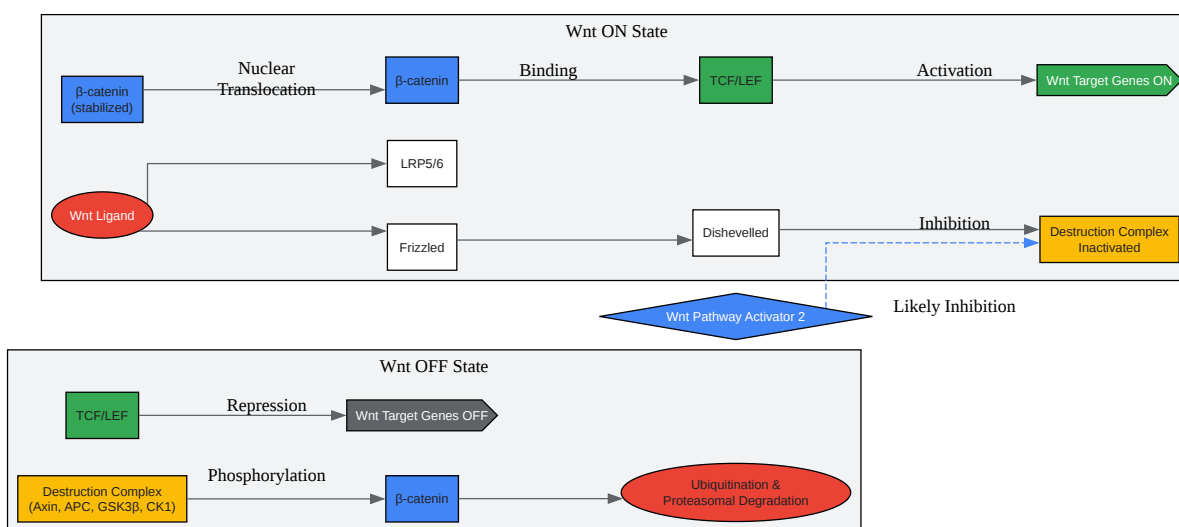 Wnt ON State
Nuclear
Translocation
Binding
Activation
β-catenin
(stabilized)
β-catenin
TCF/LEF
Wnt Target Genes ON
LRP5/6
Wnt Ligand
Frizzled
Dishevelled
Inhibition
Destruction Complex
Inactivated
Wnt Pathway Activator 2
Likely Inhibition
Wnt OFF State
TCF/LEF
Repression
Wnt Target Genes OFF
Destruction Complex
(Axin, APC, GSK3β, CK1)
Phosphorylation
β-catenin
Ubiquitination &
Proteasomal Degradation